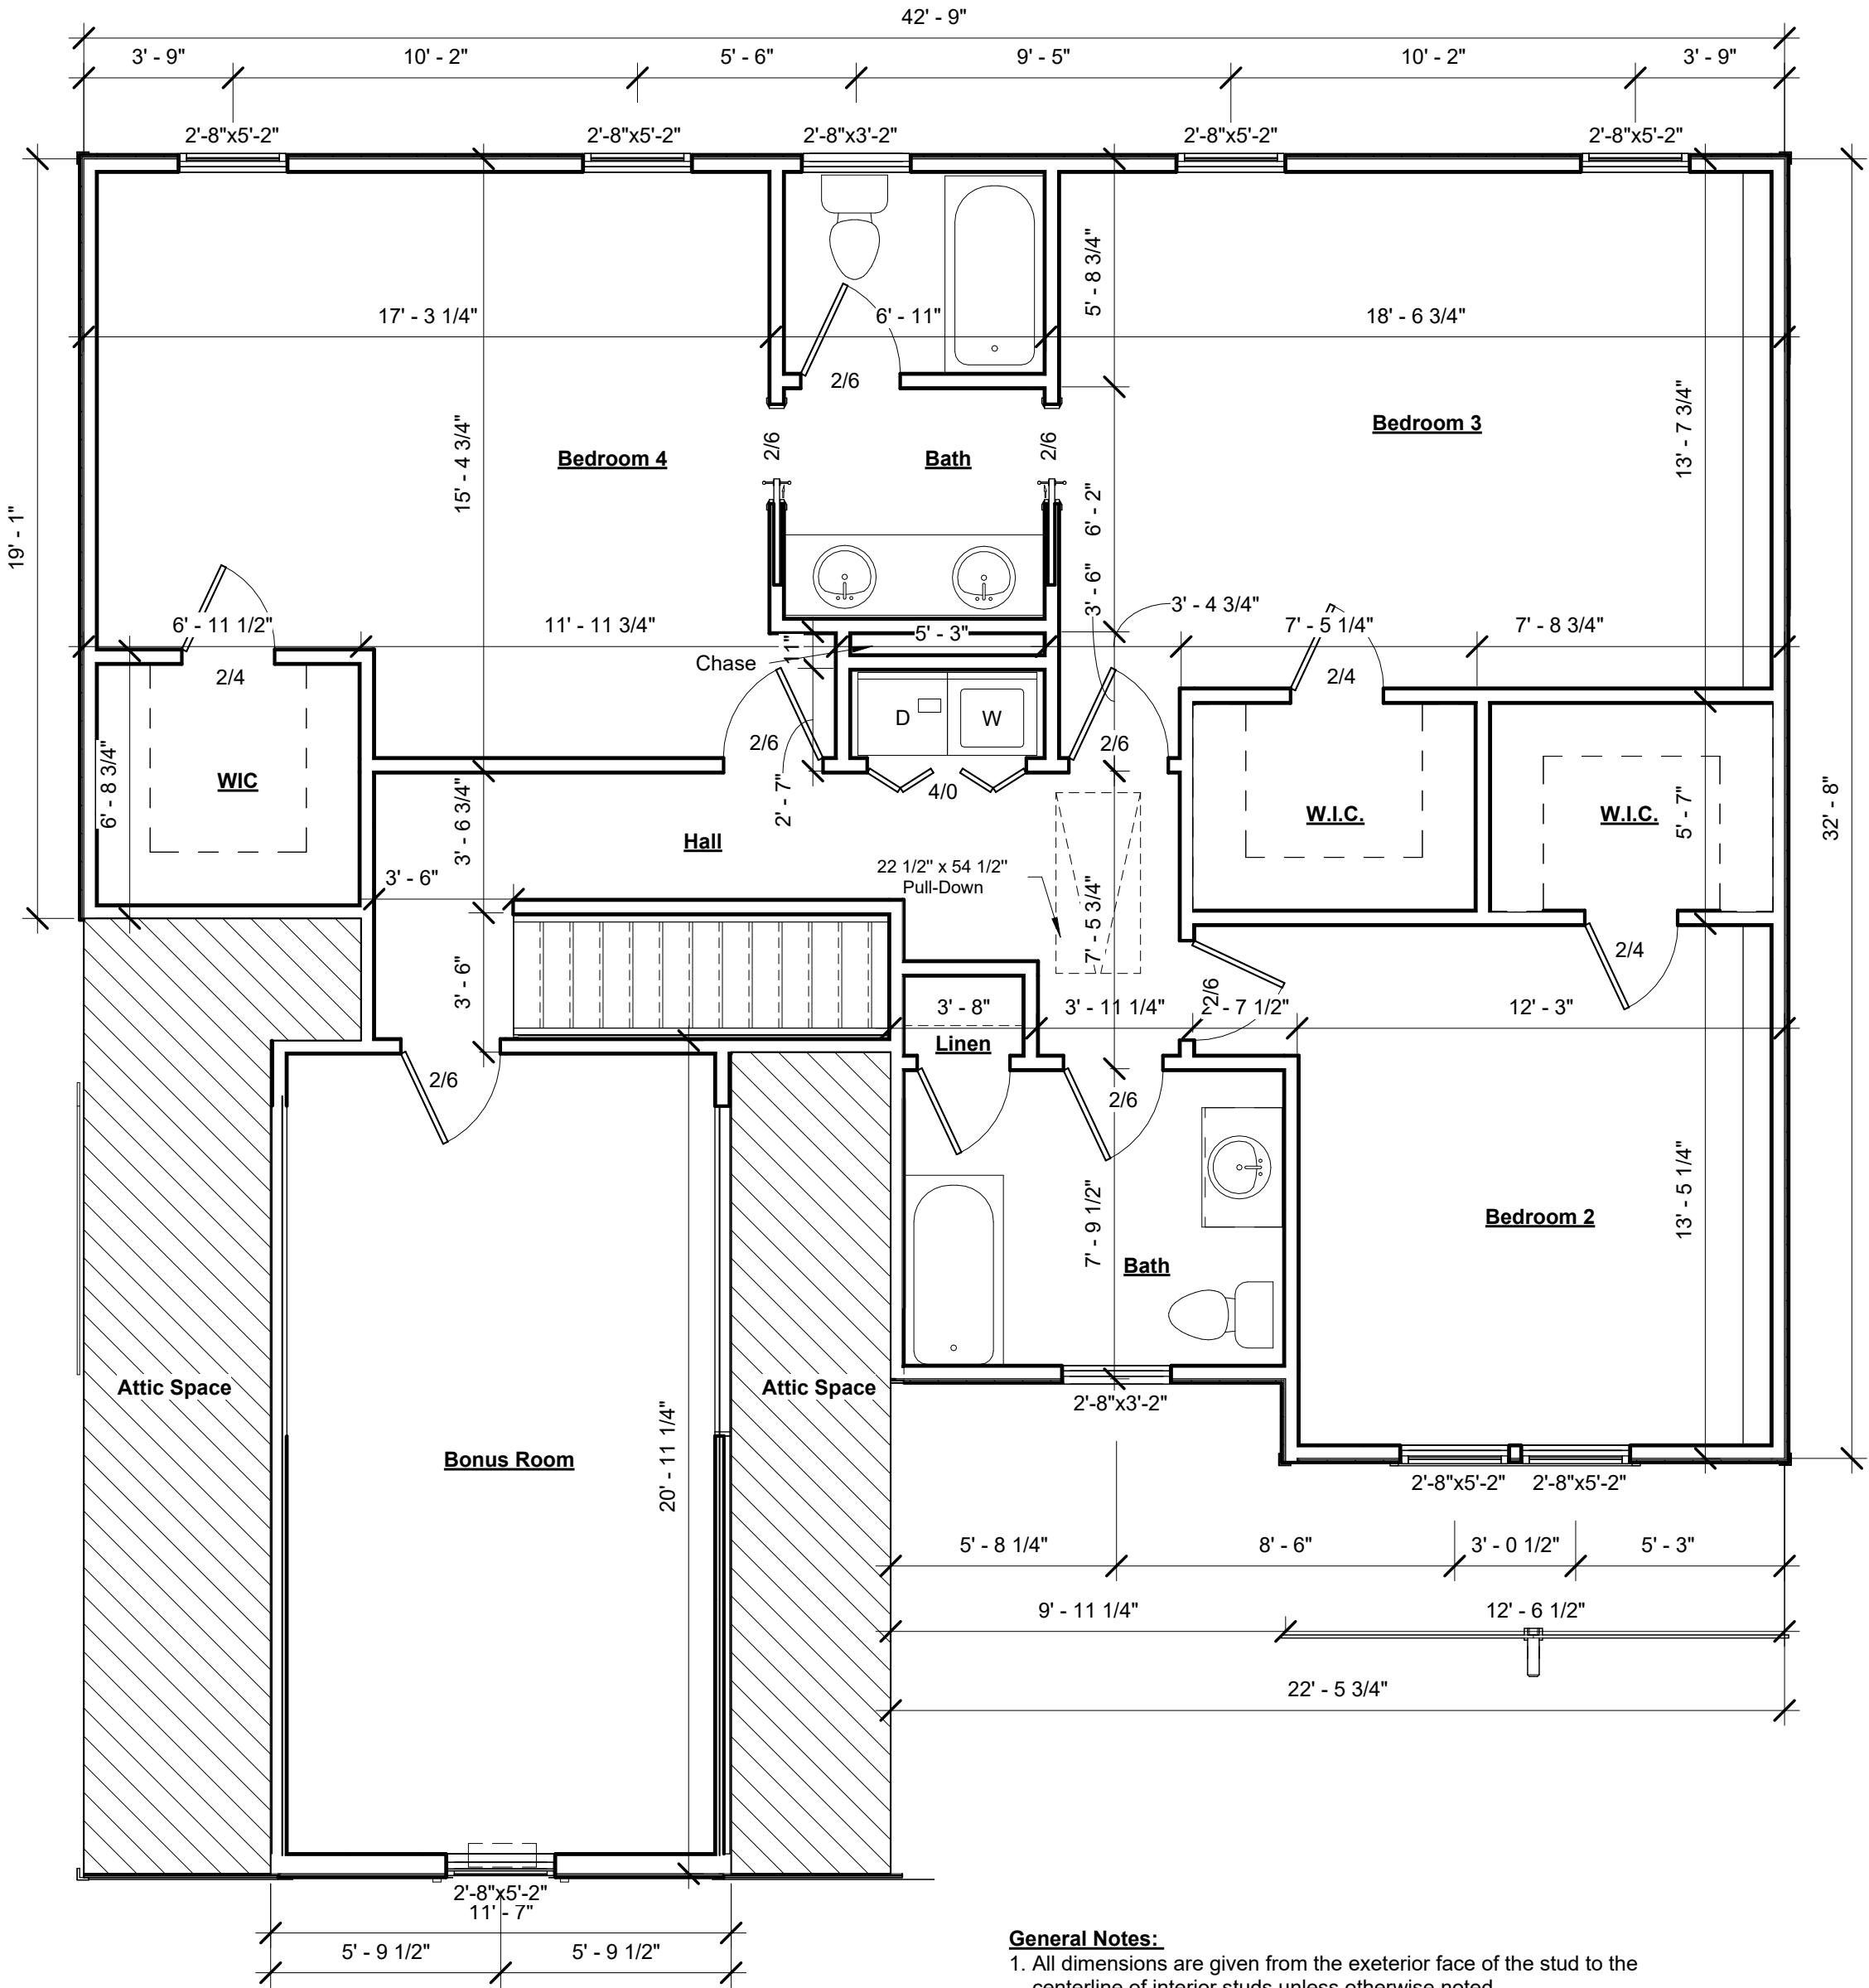 42' - 9"
3' - 9" 10' - 2" 5' - 6" 9' - 5" 10' - 2" 3' - 9"
2'-8"x5'-2" 2'-8"x5'-2" 2'-8"x3'-2" 2'-8"x5'-2" 2'-8"x5'-2"
5' - 8 3/4"
17' - 3 1/4" 6' - 11" 18' - 6 3/4"
2/6
Bedroom 3
13' - 7 3/4"
15' - 4 3/4"
Bedroom 4
2/6
Bath
2/6
19' - 1"
6' - 2"
3' - 6"
3' - 4 3/4"
6' - 11 1/2" 11' - 11 3/4" 5' - 3" 7' - 5 1/4" 7' - 8 3/4"
11"
Chase
2/4
2/4
D
W
2/6
2/6
6' - 8 3/4"
WIC
2' - 7"
4/0
3' - 6 3/4"
Hall
W.I.C.
W.I.C.
5' - 7"
32' - 8"
22 1/2" x 54 1/2"
Pull-Down
3' - 6"
7' - 5 3/4"
2/4
3' - 6"
2/6
3' - 8" 3' - 11 1/4" 2' - 7 1/2" 12' - 3"
Linen
2/6
2/6
7' - 9 1/2"
13' - 5 1/4"
Bedroom 2
Bath
Attic Space
Attic Space
2'-8"x3'-2"
20' - 11 1/4"
Bonus Room
2'-8"x5'-2" 2'-8"x5'-2"
5' - 8 1/4" 8' - 6" 3' - 0 1/2" 5' - 3"
9' - 11 1/4" 12' - 6 1/2"
22' - 5 3/4"
2'-8"x5'-2"
11' - 7"
5' - 9 1/2" 5' - 9 1/2"
General Notes:
1. All dimensions are given from the exeterior face of the stud to the
centerline of interior studs unless otherwise noted